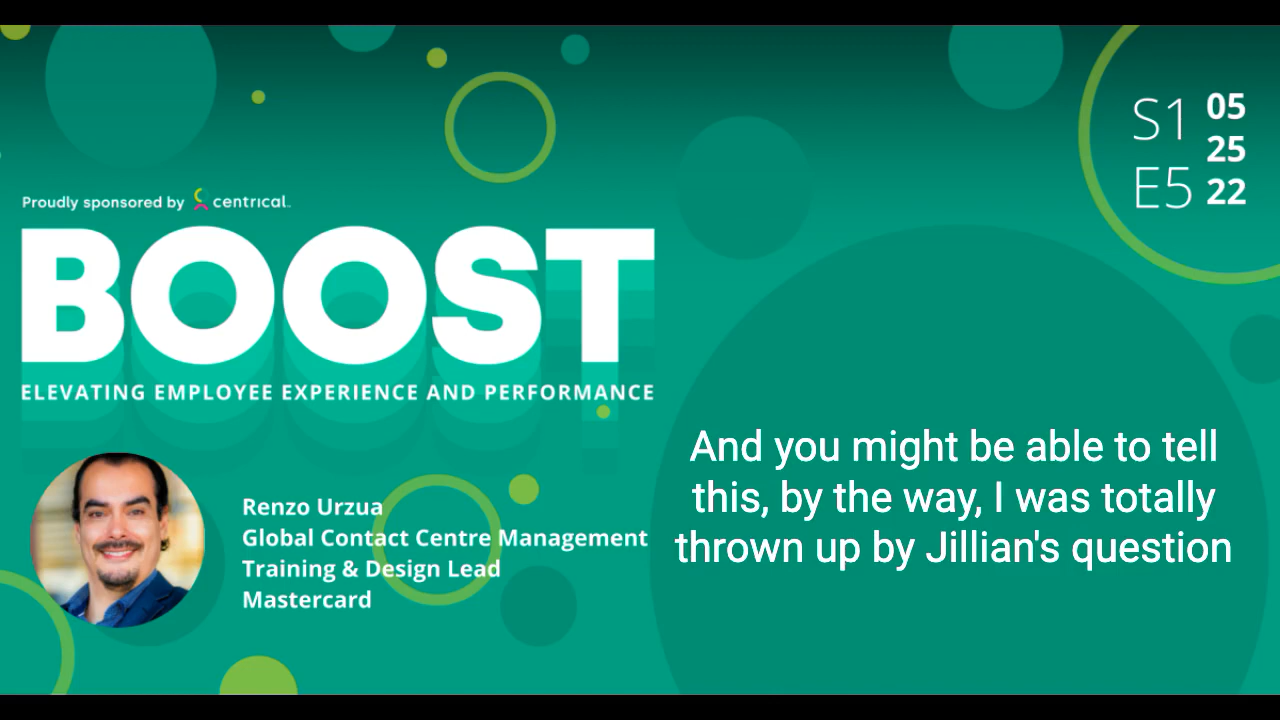 S1 05
25
E5 22
Proudly sponsored by centrical
BOOST
ELEVATING EMPLOYEE EXPERIENCE AND PERFORMANCE
And you might be able to tell
this, by the way, I was totally
thrown up by Jillian's question
Renzo Urzua
Global Contact Centre Management
Training & Design Lead
Mastercard